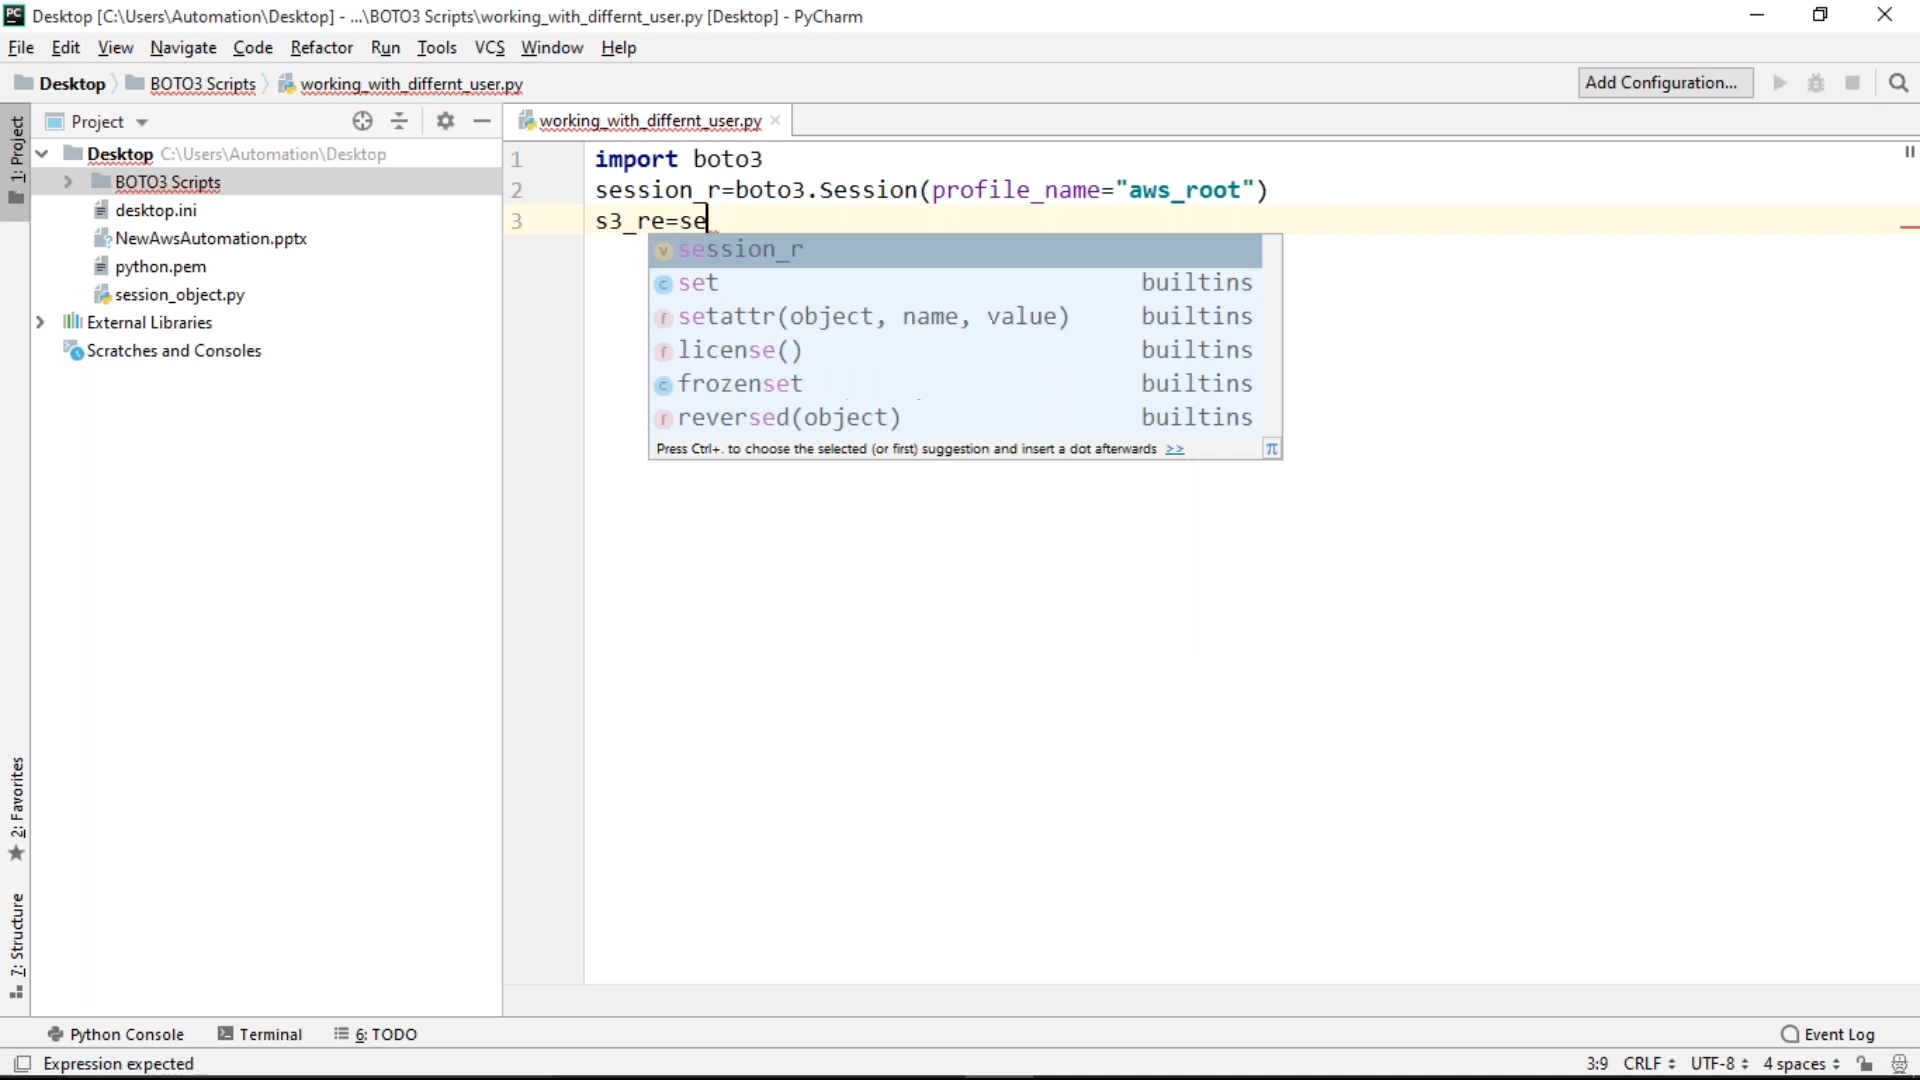 PC Desktop [C:\Users\Automation\Desktop] - ...\BOTO3 Scripts\working_with_differnt_user.py [Desktop] - PyCharm
File Edit View Navigate Code Refactor Run Tools VCS Window Help
Desktop BOTO3 Scripts working_with_differnt_user.py Add Configuration...
1: Project
Project
working_with_differnt_user.py
Desktop C:\Users\Automation\Desktop
BOTO3 Scripts
desktop.ini
NewAwsAutomation.pptx
python.pem
session_object.py
External Libraries
Scratches and Consoles
1 import boto3
2 session_r=boto3.Session(profile_name="aws_root")
3 s3_re=se
v session_r
c set builtins
f setattr(object, name, value) builtins
f license() builtins
c frozenset builtins
f reversed(object) builtins
Press Ctrl+. to choose the selected (or first) suggestion and insert a dot afterwards >> π
2: Favorites
7: Structure
Python Console Terminal 6: TODO Event Log
Expression expected 3:9 CRLF UTF-8 4 spaces